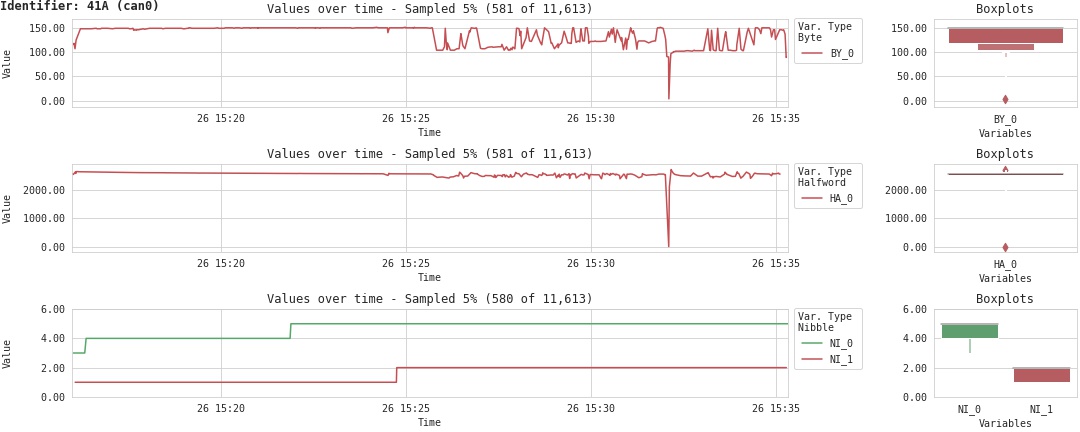 Identifier: 41A (can0)
Values over time - Sampled 5% (581 of 11,613)
Boxplots
Value
150.00
100.00
50.00
0.00
26 15:20
26 15:25
26 15:30
26 15:35
Time
Var. Type
Byte
BY_0
150.00
100.00
50.00
0.00
BY_0
Variables
Values over time - Sampled 5% (581 of 11,613)
Boxplots
Value
2000.00
1000.00
0.00
26 15:20
26 15:25
26 15:30
26 15:35
Time
Var. Type
Halfword
HA_0
2000.00
1000.00
0.00
HA_0
Variables
Values over time - Sampled 5% (580 of 11,613)
Boxplots
Value
6.00
4.00
2.00
0.00
26 15:20
26 15:25
26 15:30
26 15:35
Time
Var. Type
Nibble
NI_0
NI_1
6.00
4.00
2.00
0.00
NI_0
NI_1
Variables